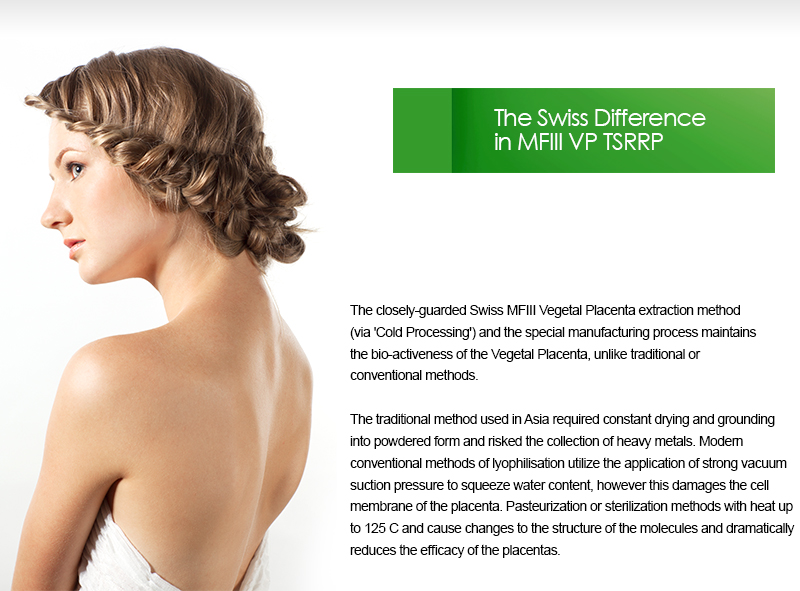 The Swiss Difference
in MFIII VP TSRRP
The closely-guarded Swiss MFIII Vegetal Placenta extraction method
(via 'Cold Processing') and the special manufacturing process maintains
the bio-activeness of the Vegetal Placenta, unlike traditional or
conventional methods.
The traditional method used in Asia required constant drying and grounding
into powdered form and risked the collection of heavy metals. Modern
conventional methods of lyophilisation utilize the application of strong vacuum
suction pressure to squeeze water content, however this damages the cell
membrane of the placenta. Pasteurization or sterilization methods with heat up
to 125 C and cause changes to the structure of the molecules and dramatically
reduces the efficacy of the placentas.